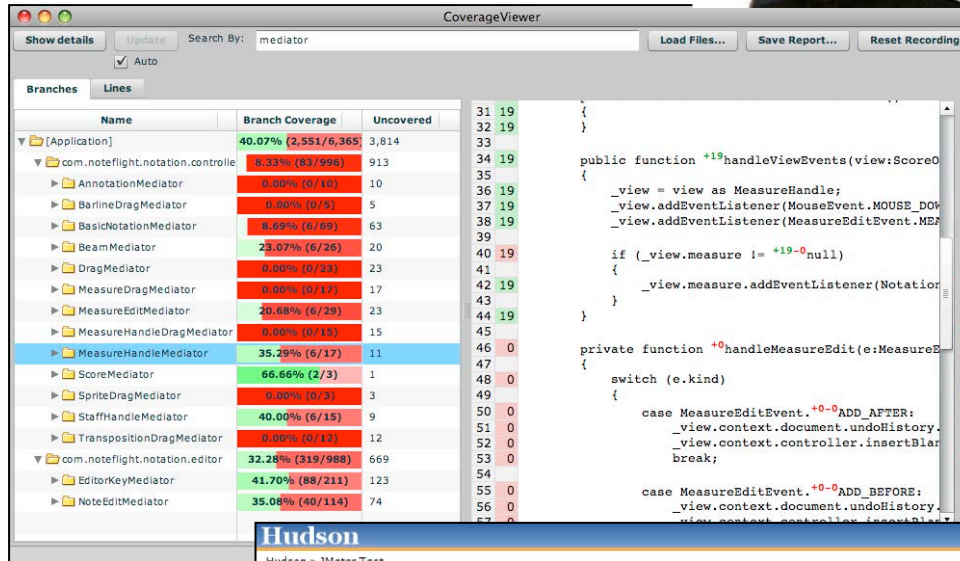 CoverageViewer
Show details Update Search By: mediator Load Files... Save Report... Reset Recording
Auto
Branches Lines
Name Branch Coverage Uncovered
[Application] 40.07% (2,551/6,365) 3,814
com.noteflight.notation.controlle 8.33% (83/996) 913
AnnotationMediator 0.00% (0/10) 10
BarlineDragMediator 0.00% (0/5) 5
BasicNotationMediator 8.69% (6/69) 63
BeamMediator 23.07% (6/26) 20
DragMediator 0.00% (0/23) 23
MeasureDragMediator 0.00% (0/17) 17
MeasureEditMediator 20.68% (6/29) 23
MeasureHandleDragMediator 0.00% (0/15) 15
MeasureHandleMediator 35.29% (6/17) 11
ScoreMediator 66.66% (2/3) 1
SpriteDragMediator 0.00% (0/3) 3
StaffHandleMediator 40.00% (6/15) 9
TranspositionDragMediator 0.00% (0/12) 12
com.noteflight.notation.editor 32.28% (319/988) 669
EditorKeyMediator 41.70% (88/211) 123
NoteEditMediator 35.08% (40/114) 74
31 19 {
32 19 }
33
34 19 public function +19handleViewEvents(view:ScoreO
35 {
36 19 _view = view as MeasureHandle;
37 19 _view.addEventListener(MouseEvent.MOUSE_DOW
38 19 _view.addEventListener(MeasureEditEvent.MEA
39
40 19 if (_view.measure != +19-0null)
41 {
42 19 _view.measure.addEventListener(Notation
43 }
44 19 }
45
46 0 private function +0handleMeasureEdit(e:MeasureE
47 {
48 0 switch (e.kind)
49 {
50 0 case MeasureEditEvent.+0-0ADD_AFTER:
51 0 _view.context.document.undoHistory.
52 0 _view.context.controller.insertBlan
53 0 break;
54
55 0 case MeasureEditEvent.+0-0ADD_BEFORE:
56 0 _view.context.document.undoHistory.
57 0 _view.context.controller.insertBlan
Hudson
Hudson » JMeter Test